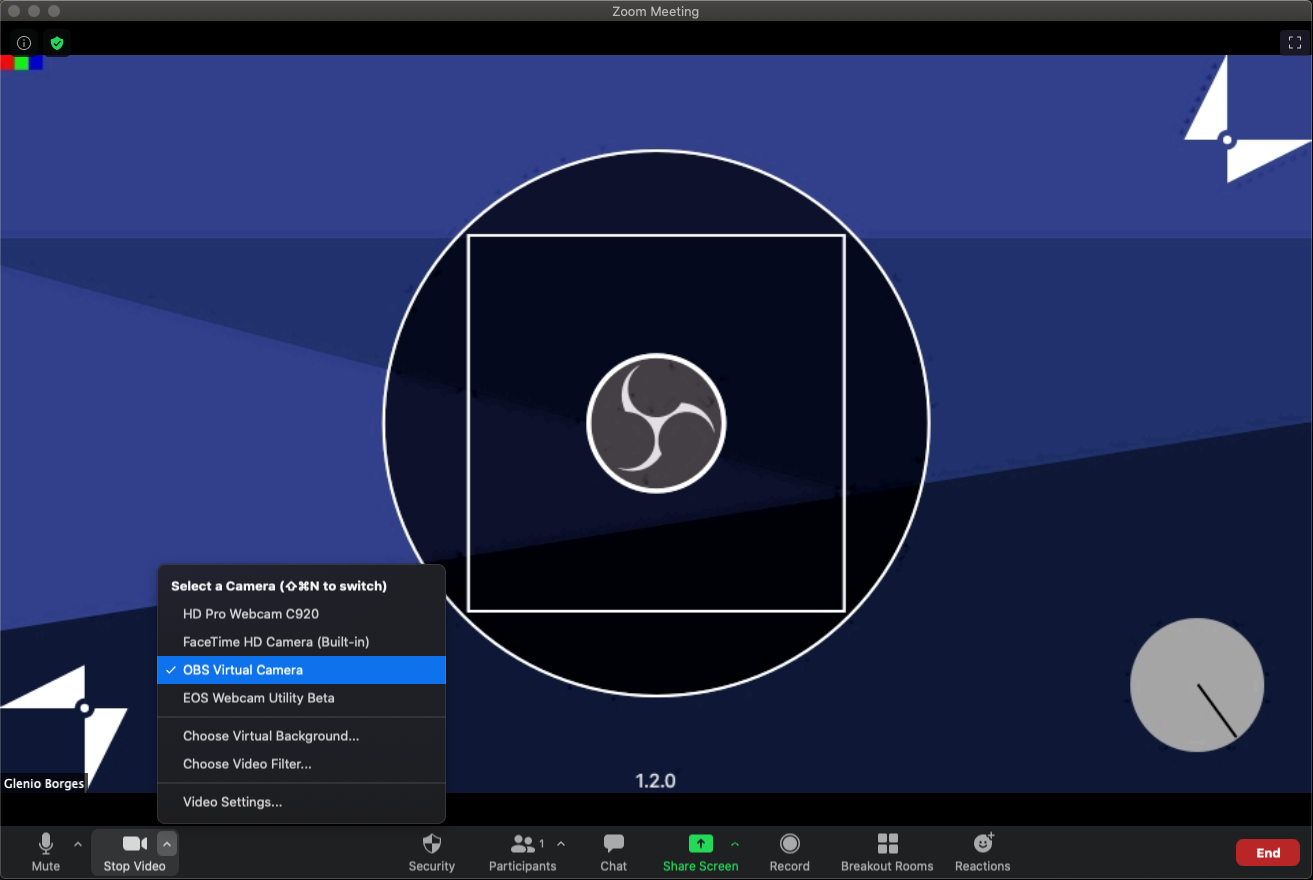 Zoom Meeting
Select a Camera (⇧⌘N to switch)
HD Pro Webcam C920
FaceTime HD Camera (Built-in)
✓ OBS Virtual Camera
EOS Webcam Utility Beta
Choose Virtual Background...
Choose Video Filter...
Video Settings...
Glenio Borges
1.2.0
Mute
Stop Video
Security
Participants 1
Chat
Share Screen
Record
Breakout Rooms
Reactions
End